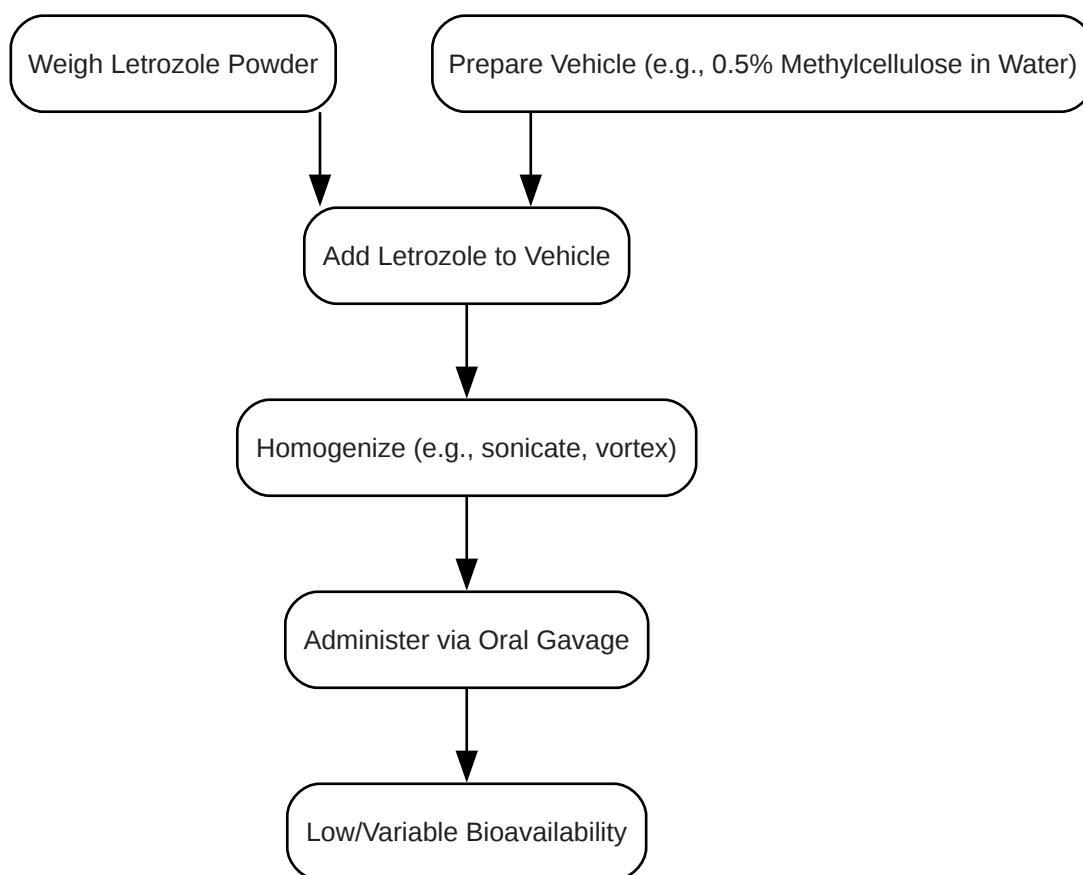 Weigh Letrozole Powder
Prepare Vehicle (e.g., 0.5% Methylcellulose in Water)
Add Letrozole to Vehicle
Homogenize (e.g., sonicate, vortex)
Administer via Oral Gavage
Low/Variable Bioavailability